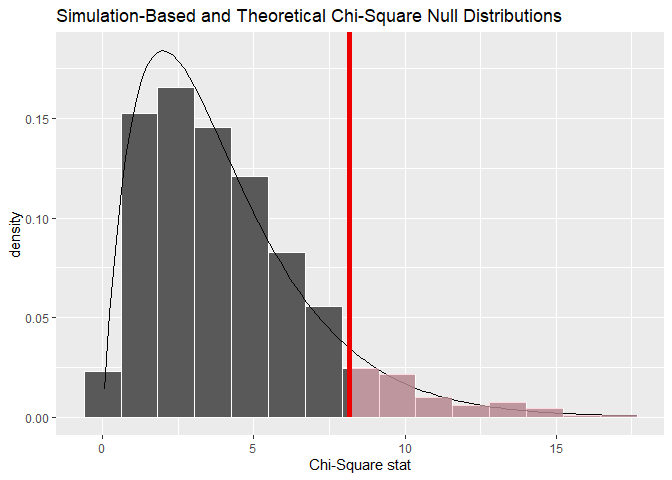 Simulation-Based and Theoretical Chi-Square Null Distributions
density
0.15
0.10
0.05
0.00
0 5 10 15
Chi-Square stat